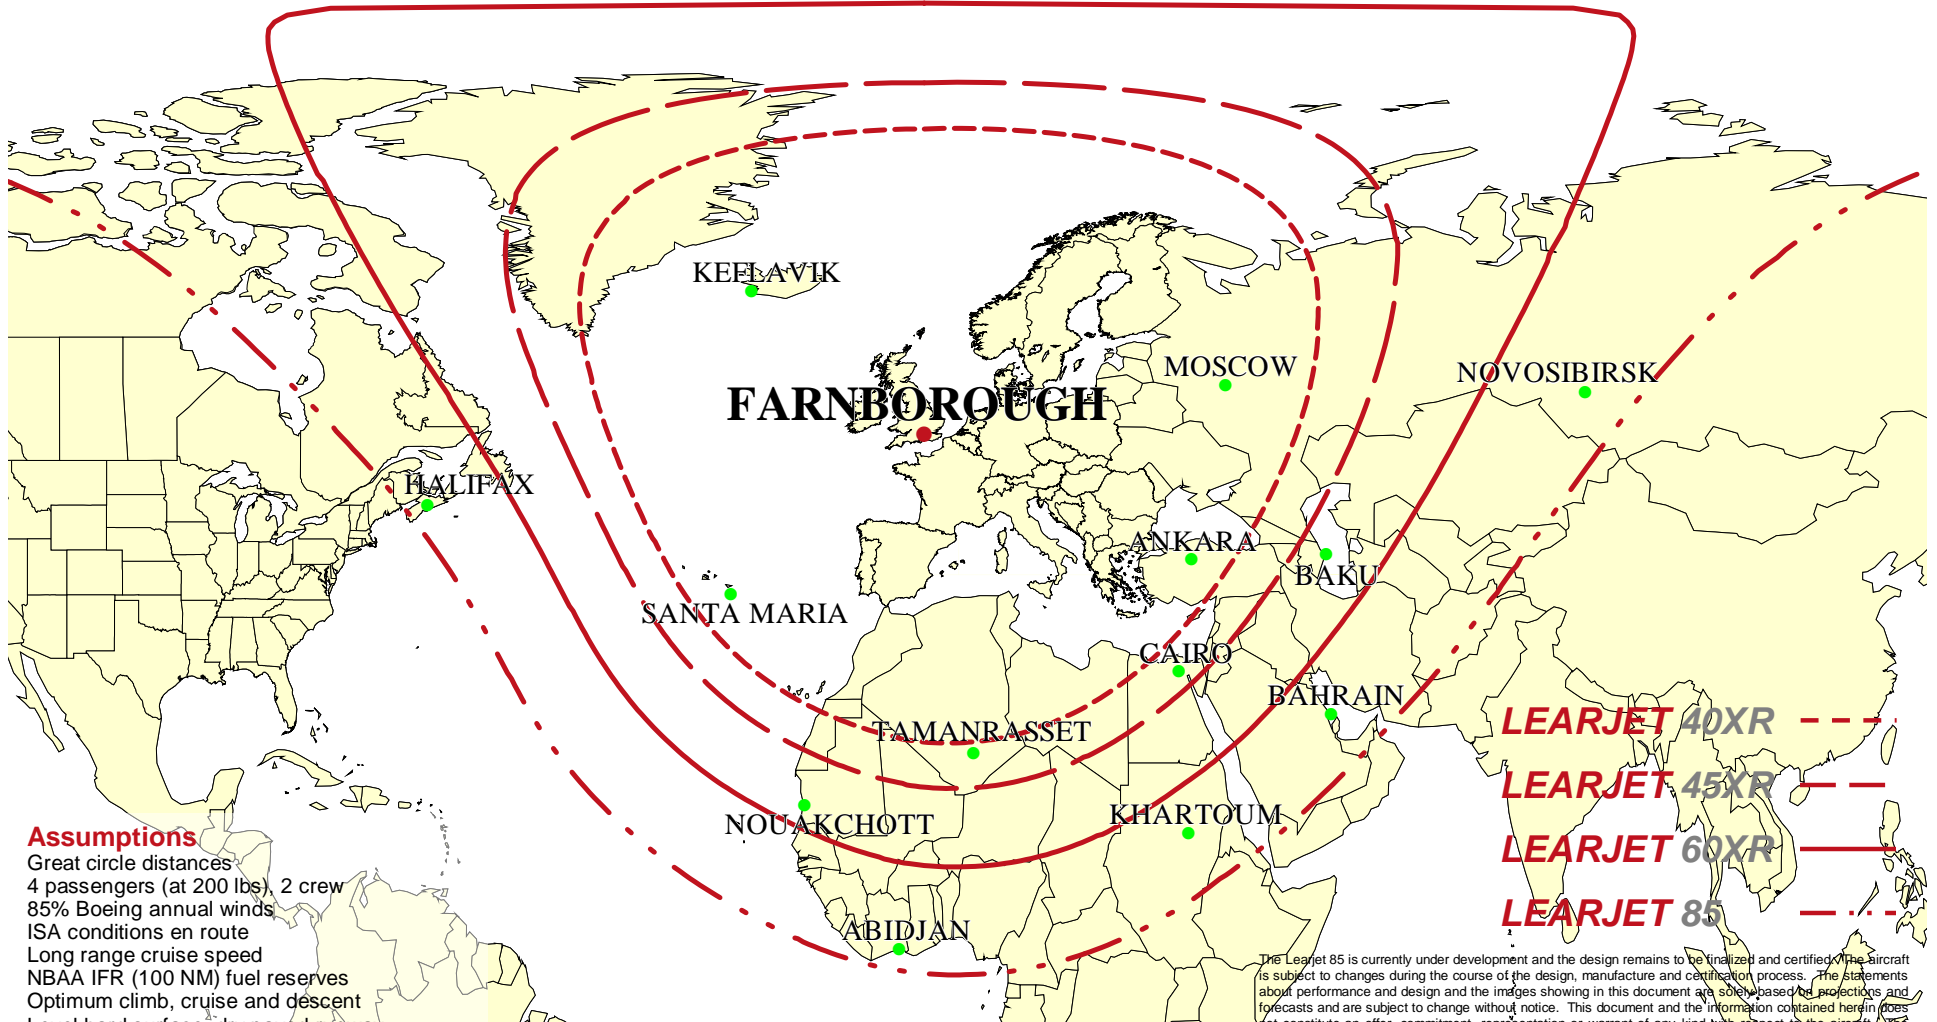 KEFLAVIK
MOSCOW
NOVOSIBIRSK
FARNBOROUGH
HALIFAX
ANKARA
BAKU
SANTA MARIA
CAIRO
BAHRAIN
TAMANRASSET
NOUAKCHOTT
KHARTOUM
ABIDJAN
LEARJET 40XR
LEARJET 45XR
LEARJET 60XR
LEARJET 85
Assumptions
Great circle distances
4 passengers (at 200 lbs), 2 crew
85% Boeing annual winds
ISA conditions en route
Long range cruise speed
NBAA IFR (100 NM) fuel reserves
Optimum climb, cruise and descent
The Learjet 85 is currently under development and the design remains to be finalized and certified. The aircraft
is subject to changes during the course of the design, manufacture and certification process. The statements
about performance and design and the images showing in this document are solely based on projections and
forecasts and are subject to change without notice. This document and the information contained herein does